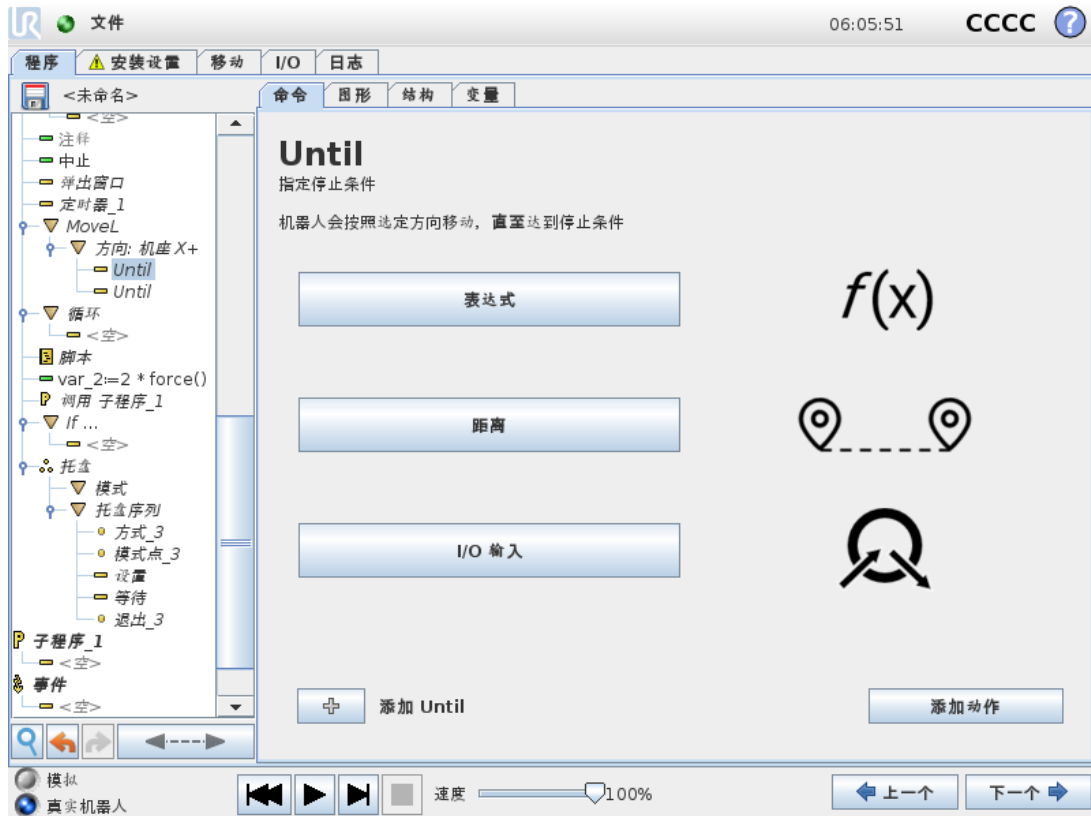 UR 文件 06:05:51 CCCC ?
程序 安装设置 移动 I/O 日志
<未命名> 命令 图形 结构 变量
<空>
注释
中止
弹出窗口
定时器_1
MoveL
方向: 机座 X+
Until
Until
循环
<空>
脚本
var_2:=2 * force()
调用 子程序_1
If ...
<空>
托盘
模式
托盘序列
方式_3
模式点_3
设置
等待
退出_3
子程序_1
<空>
事件
<空>
Until
指定停止条件
机器人会按照选定方向移动，直至达到停止条件
表达式 f(x)
距离
I/O 输入
添加 Until 添加动作
模拟
真实机器人
速度 100% 上一个 下一个